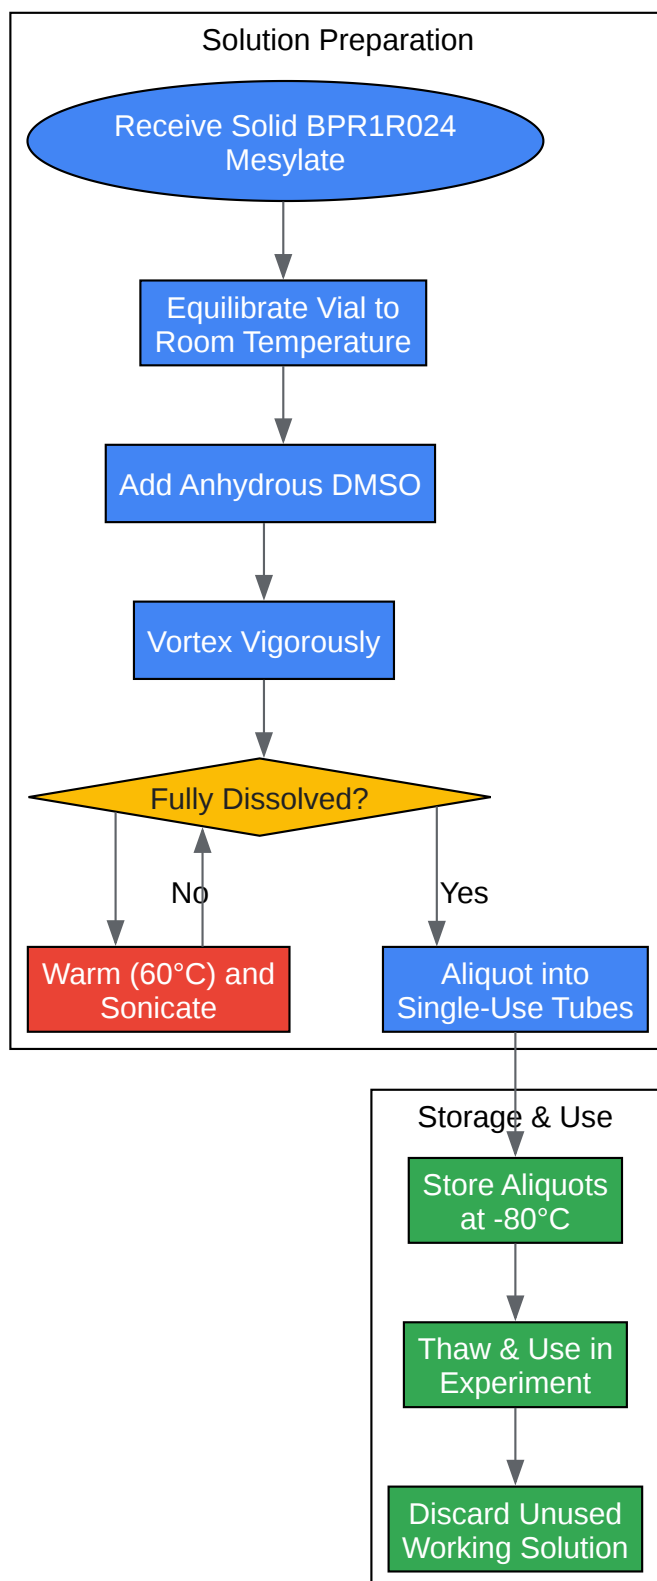 Solution Preparation
Receive Solid BPR1R024
Mesylate
Equilibrate Vial to
Room Temperature
Add Anhydrous DMSO
Vortex Vigorously
Fully Dissolved?
No
Yes
Warm (60°C) and
Sonicate
Aliquot into
Single-Use Tubes
Storage & Use
Store Aliquots
at -80°C
Thaw & Use in
Experiment
Discard Unused
Working Solution